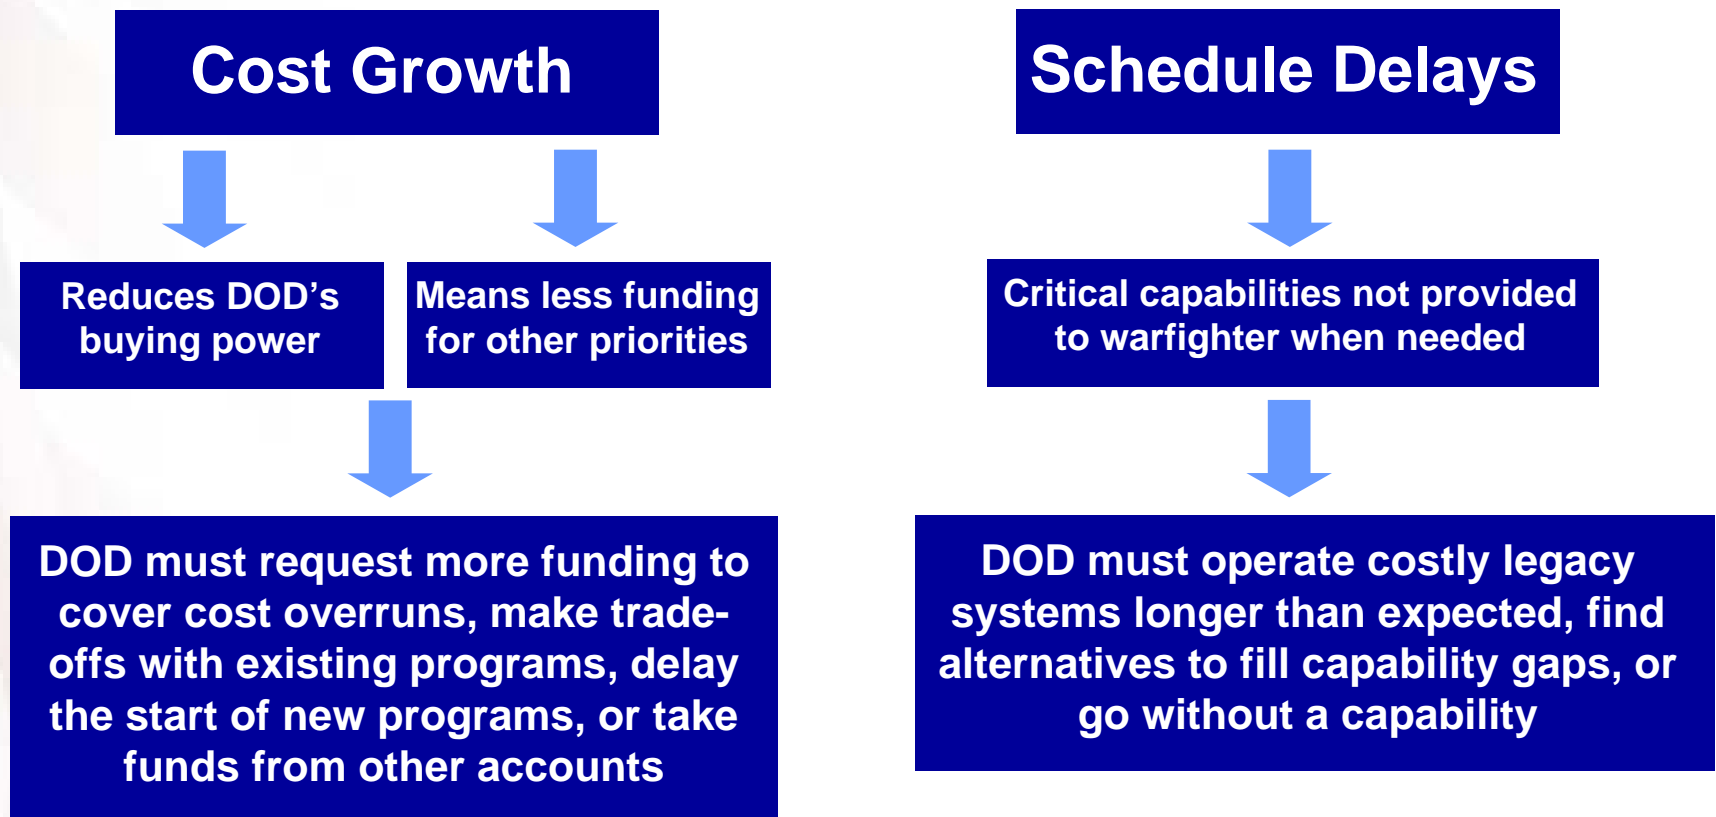 Cost Growth
Reduces DOD’s
buying power
Means less funding
for other priorities
DOD must request more funding to
cover cost overruns, make trade-
offs with existing programs, delay
the start of new programs, or take
funds from other accounts
Schedule Delays
Critical capabilities not provided
to warfighter when needed
DOD must operate costly legacy
systems longer than expected, find
alternatives to fill capability gaps, or
go without a capability